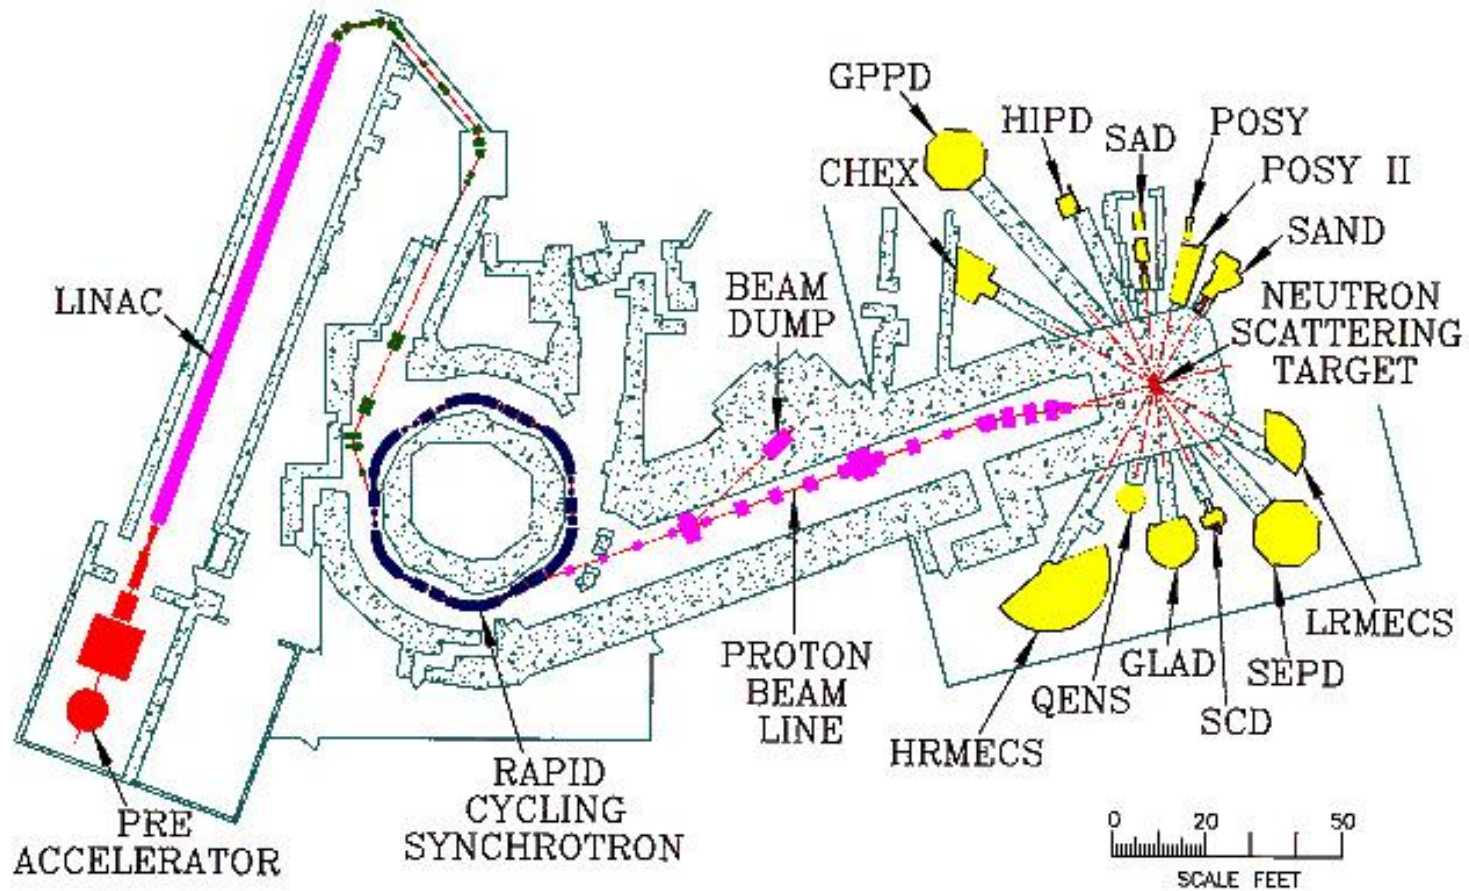 GPPD
HIPD
SAD
POSY
CHEX
POSY II
SAND
LINAC
BEAM
DUMP
NEUTRON
SCATTERING
TARGET
LRMECS
SEPD
GLAD
SCD
QENS
HRMECS
PROTON
BEAM
LINE
RAPID
CYCLING
SYNCHROTRON
PRE
ACCELERATOR
0 20 50
SCALE FEET